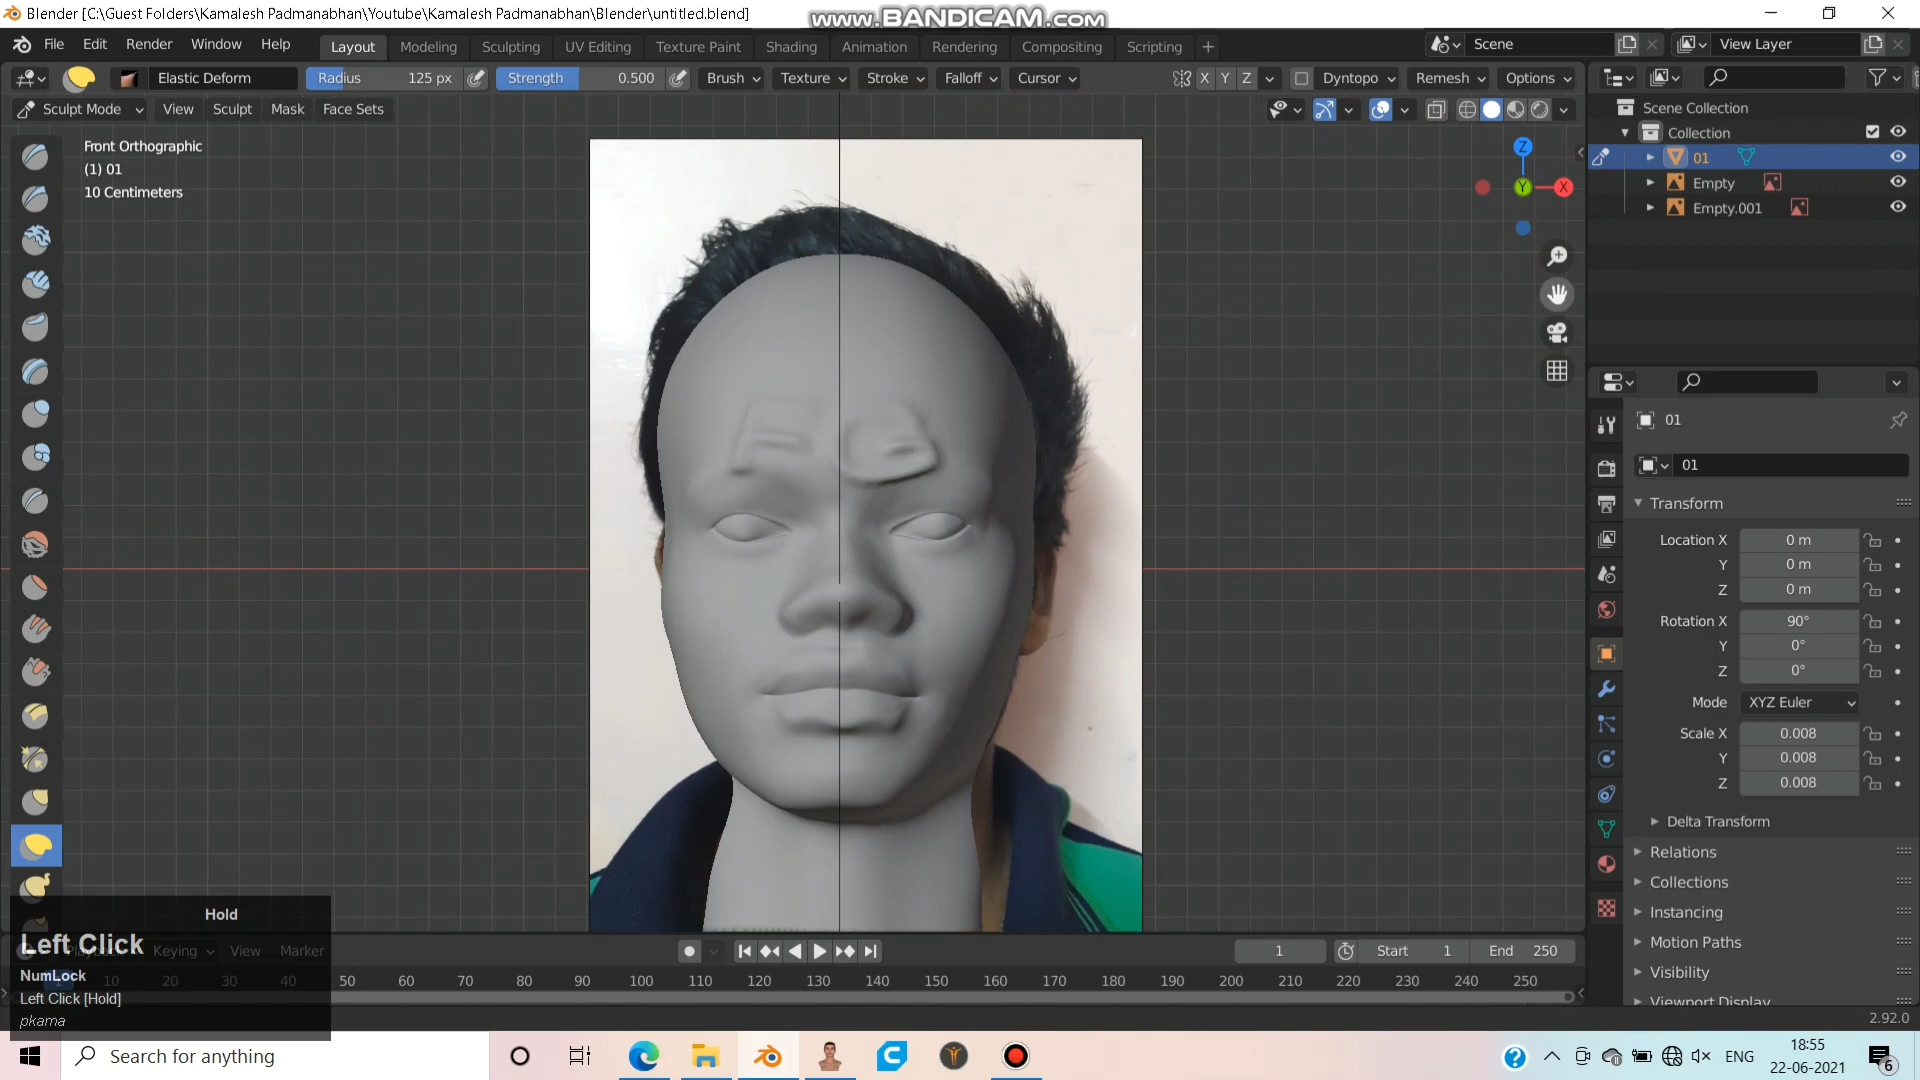 Blender [C:\Guest Folders\Kamalesh Padmanabhan\Youtube\Kamalesh Padmanabhan\Blender\untitled.blend]
www.BANDICAM.com
File Edit Render Window Help
Layout Modeling Sculpting UV Editing Texture Paint Shading Animation Rendering Compositing Scripting +
Scene
View Layer
Elastic Deform
Radius 125 px
Strength 0.500
Brush Texture Stroke Falloff Cursor
X Y Z
Dyntopo Remesh Options
Sculpt Mode View Sculpt Mask Face Sets
Front Orthographic
(1) 01
10 Centimeters
Z
Y
X
Scene Collection
Collection
01
Empty
Empty.001
01
01
Transform
Location X 0 m
Y 0 m
Z 0 m
Rotation X 90°
Y 0°
Z 0°
Mode XYZ Euler
Scale X 0.008
Y 0.008
Z 0.008
Delta Transform
Relations
Collections
Instancing
Motion Paths
Visibility
Viewport Display
Hold
Left Click
NumLock
Left Click [Hold]
pkama
Playback Keying View Marker
1
Start 1
End 250
1 10 20 30 40 50 60 70 80 90 100 110 120 130 140 150 160 170 180 190 200 210 220 230 240 250
2.92.0
Search for anything
ENG
18:55
22-06-2021
6